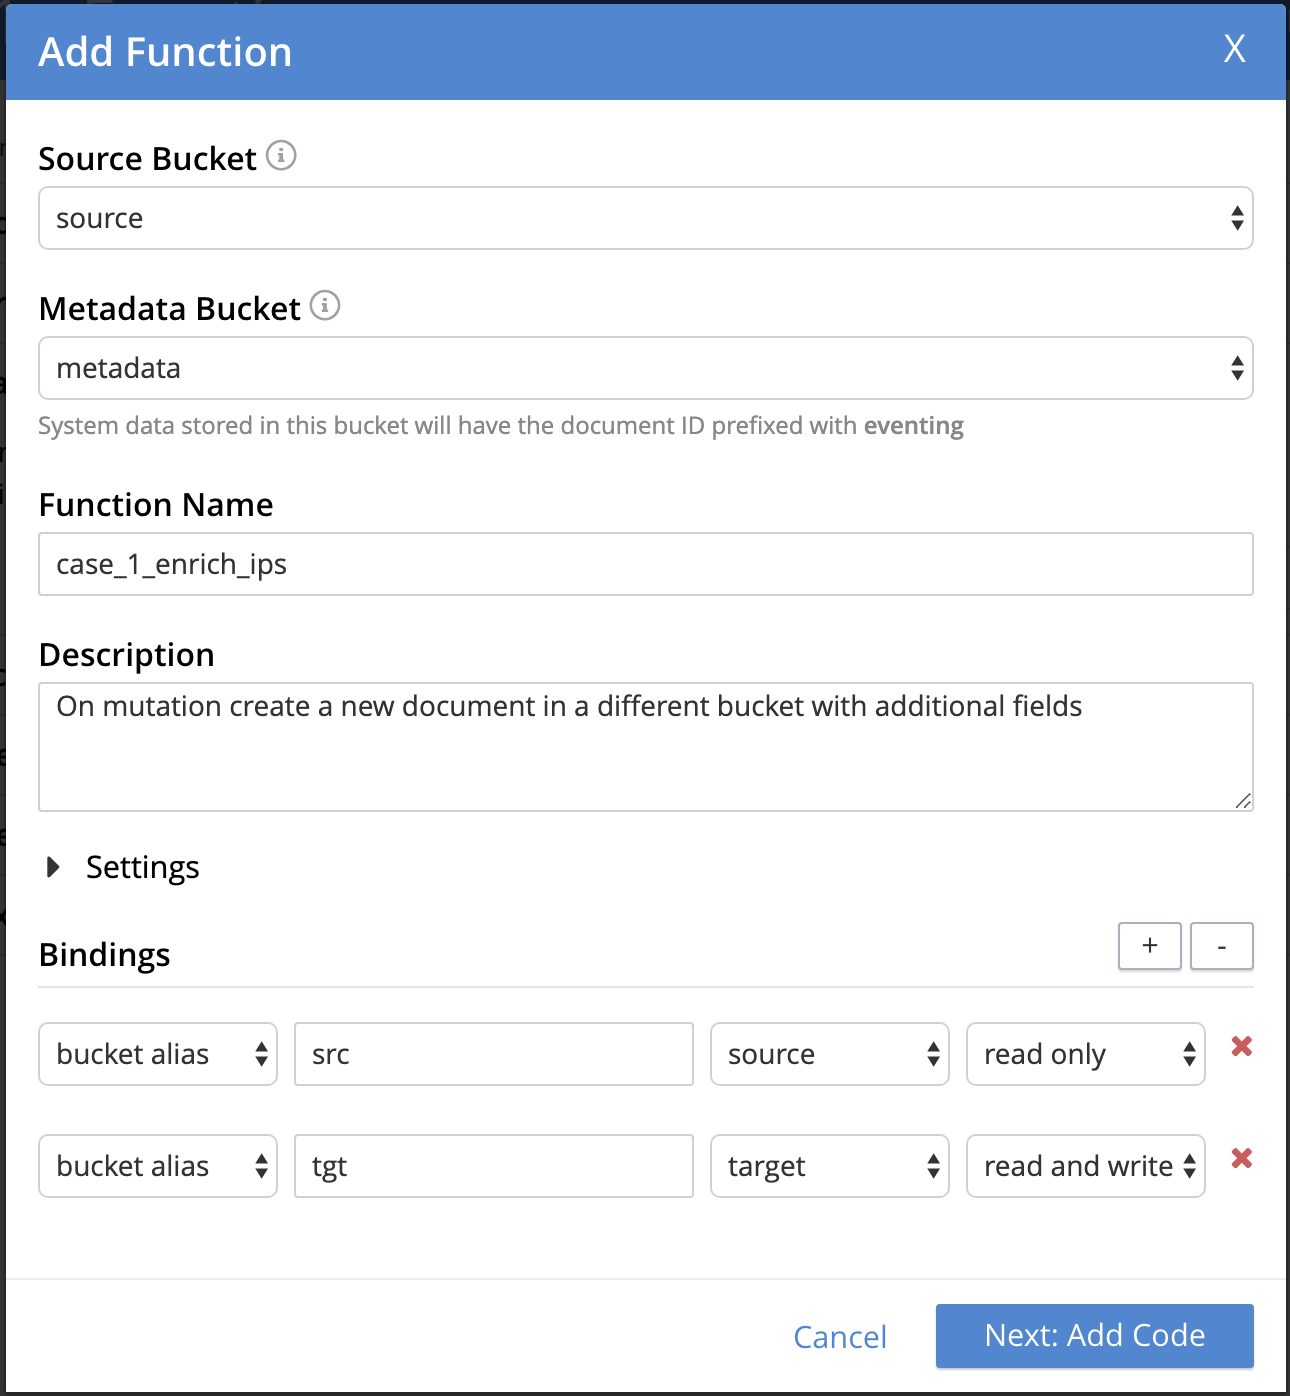 Add Function X
Source Bucket
source
Metadata Bucket
metadata
System data stored in this bucket will have the document ID prefixed with eventing
Function Name
case_1_enrich_ips
Description
On mutation create a new document in a different bucket with additional fields
Settings
Bindings + -
bucket alias src source read only
bucket alias tgt target read and write
Cancel Next: Add Code